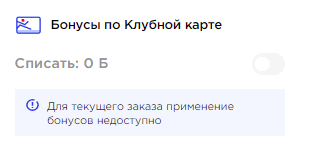 Бонусы по Клубной карте
Списать: 0 Б
Для текущего заказа применение
бонусов недоступно